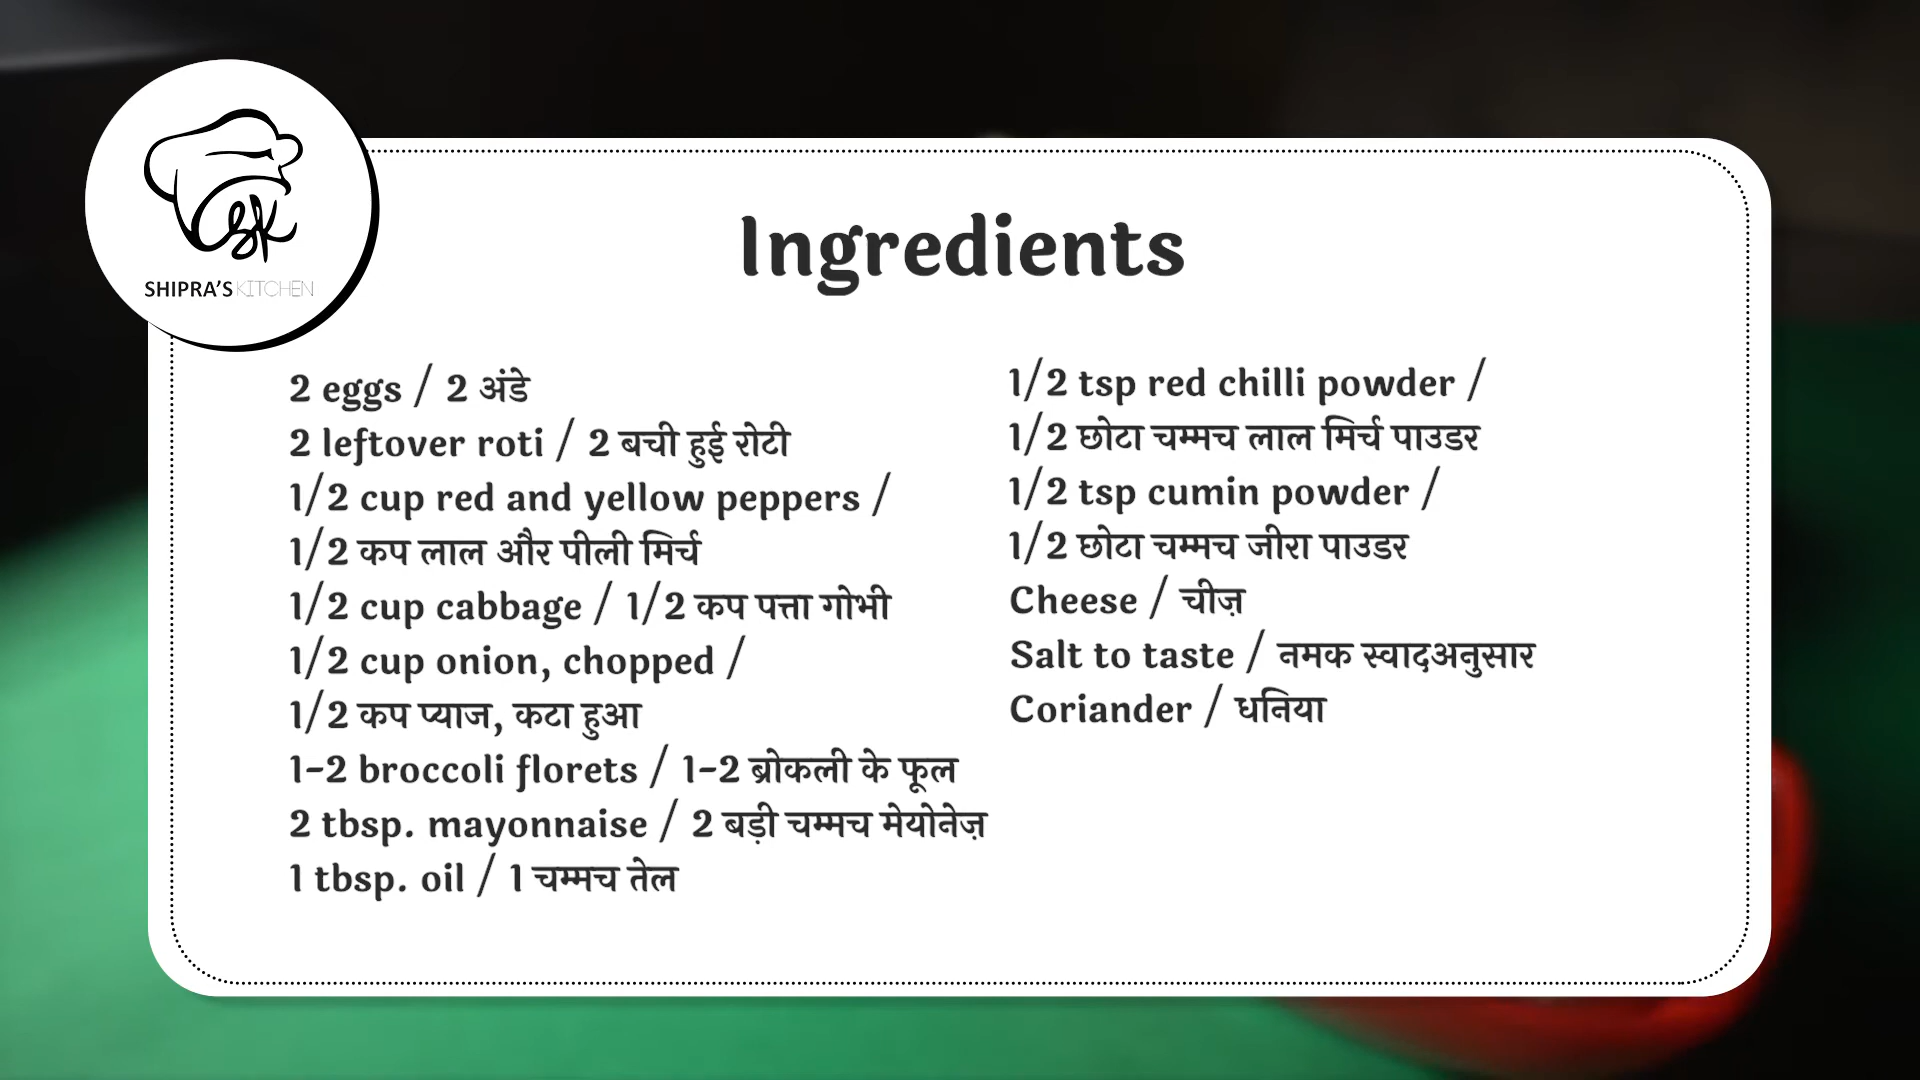 SK
SHIPRA'S KITCHEN
Ingredients
2 eggs / 2 अंडे
2 leftover roti / 2 बची हुई रोटी
1/2 cup red and yellow peppers /
1/2 कप लाल और पीली मिर्च
1/2 cup cabbage / 1/2 कप पत्ता गोभी
1/2 cup onion, chopped /
1/2 कप प्याज, कटा हुआ
1-2 broccoli florets / 1-2 ब्रोकली के फूल
2 tbsp. mayonnaise / 2 बड़ी चम्मच मेयोनेज़
1 tbsp. oil / 1 चम्मच तेल
1/2 tsp red chilli powder /
1/2 छोटा चम्मच लाल मिर्च पाउडर
1/2 tsp cumin powder /
1/2 छोटा चम्मच जीरा पाउडर
Cheese / चीज़
Salt to taste / नमक स्वादअनुसार
Coriander / धनिया